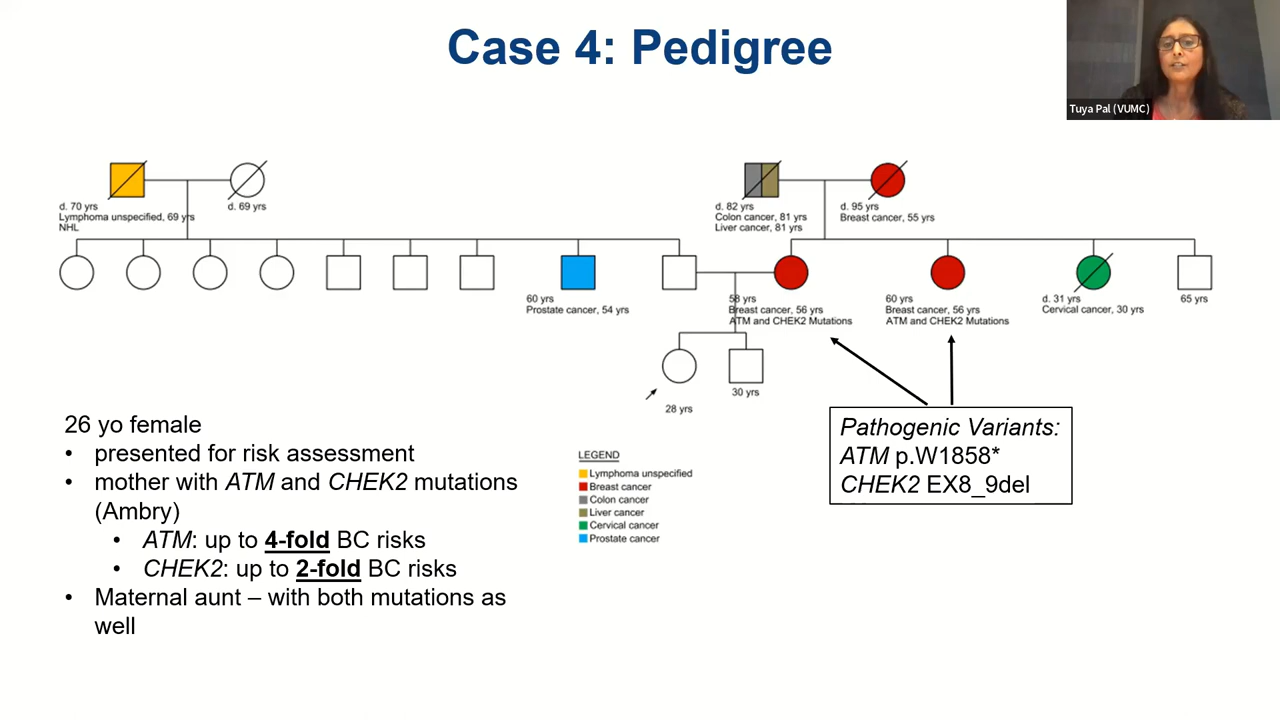 Case 4: Pedigree
Tuya Pal (VUMC)
d. 70 yrs
Lymphoma unspecified, 69 yrs
NHL
d. 69 yrs
d. 82 yrs
Colon cancer, 81 yrs
Liver cancer, 81 yrs
d. 95 yrs
Breast cancer, 55 yrs
60 yrs
Prostate cancer, 54 yrs
58 yrs
Breast cancer, 56 yrs
ATM and CHEK2 Mutations
60 yrs
Breast cancer, 56 yrs
ATM and CHEK2 Mutations
d. 31 yrs
Cervical cancer, 30 yrs
65 yrs
28 yrs
30 yrs
26 yo female
• presented for risk assessment
• mother with ATM and CHEK2 mutations
(Ambry)
• ATM: up to 4-fold BC risks
• CHEK2: up to 2-fold BC risks
• Maternal aunt – with both mutations as
well
LEGEND
Lymphoma unspecified
Breast cancer
Colon cancer
Liver cancer
Cervical cancer
Prostate cancer
Pathogenic Variants:
ATM p.W1858*
CHEK2 EX8_9del